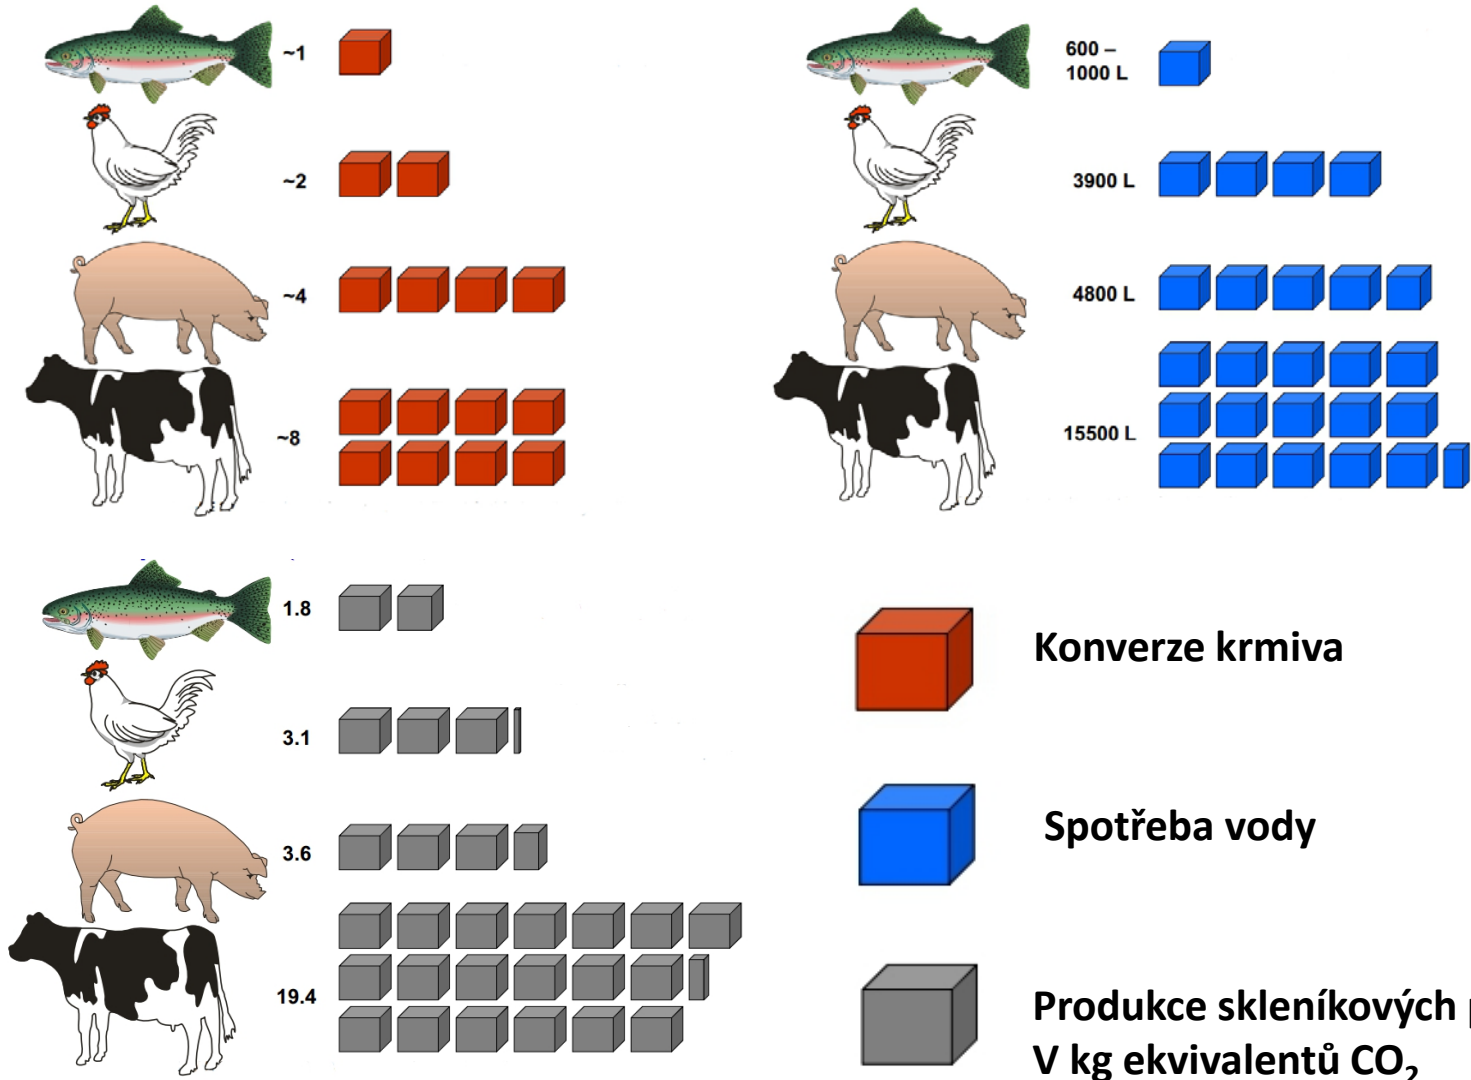 ~1
~2
~4
~8
600 –
1000 L
3900 L
4800 L
15500 L
1.8
3.1
3.6
19.4
Konverze krmiva
Spotřeba vody
Produkce skleníkových
V kg ekvivalentů CO₂